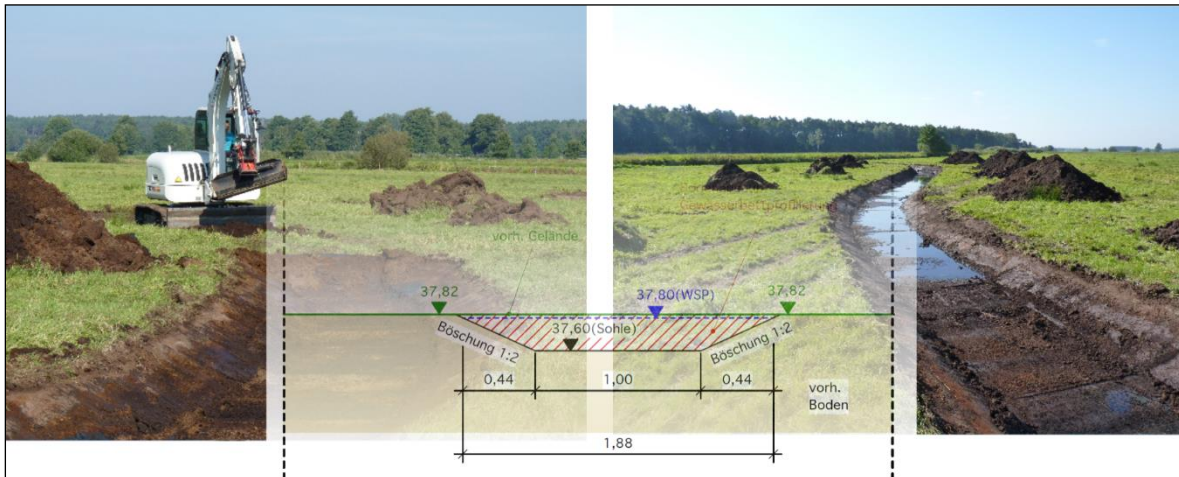 Gewässerbettprofilierung
vorh. Gelände
37,82
37,80(WSP)
37,82
37,60(Sohle)
Böschung 1:2
Böschung 1:2
0,44
1,00
0,44
vorh.
Boden
1,88